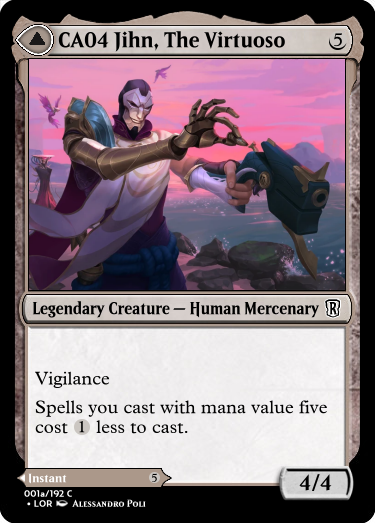 CA04 Jihn, The Virtuoso 5
Legendary Creature — Human Mercenary R
Vigilance
Spells you cast with mana value five
cost 1 less to cast.
Instant 5
4/4
001a/192 C
• LOR Alessandro Poli